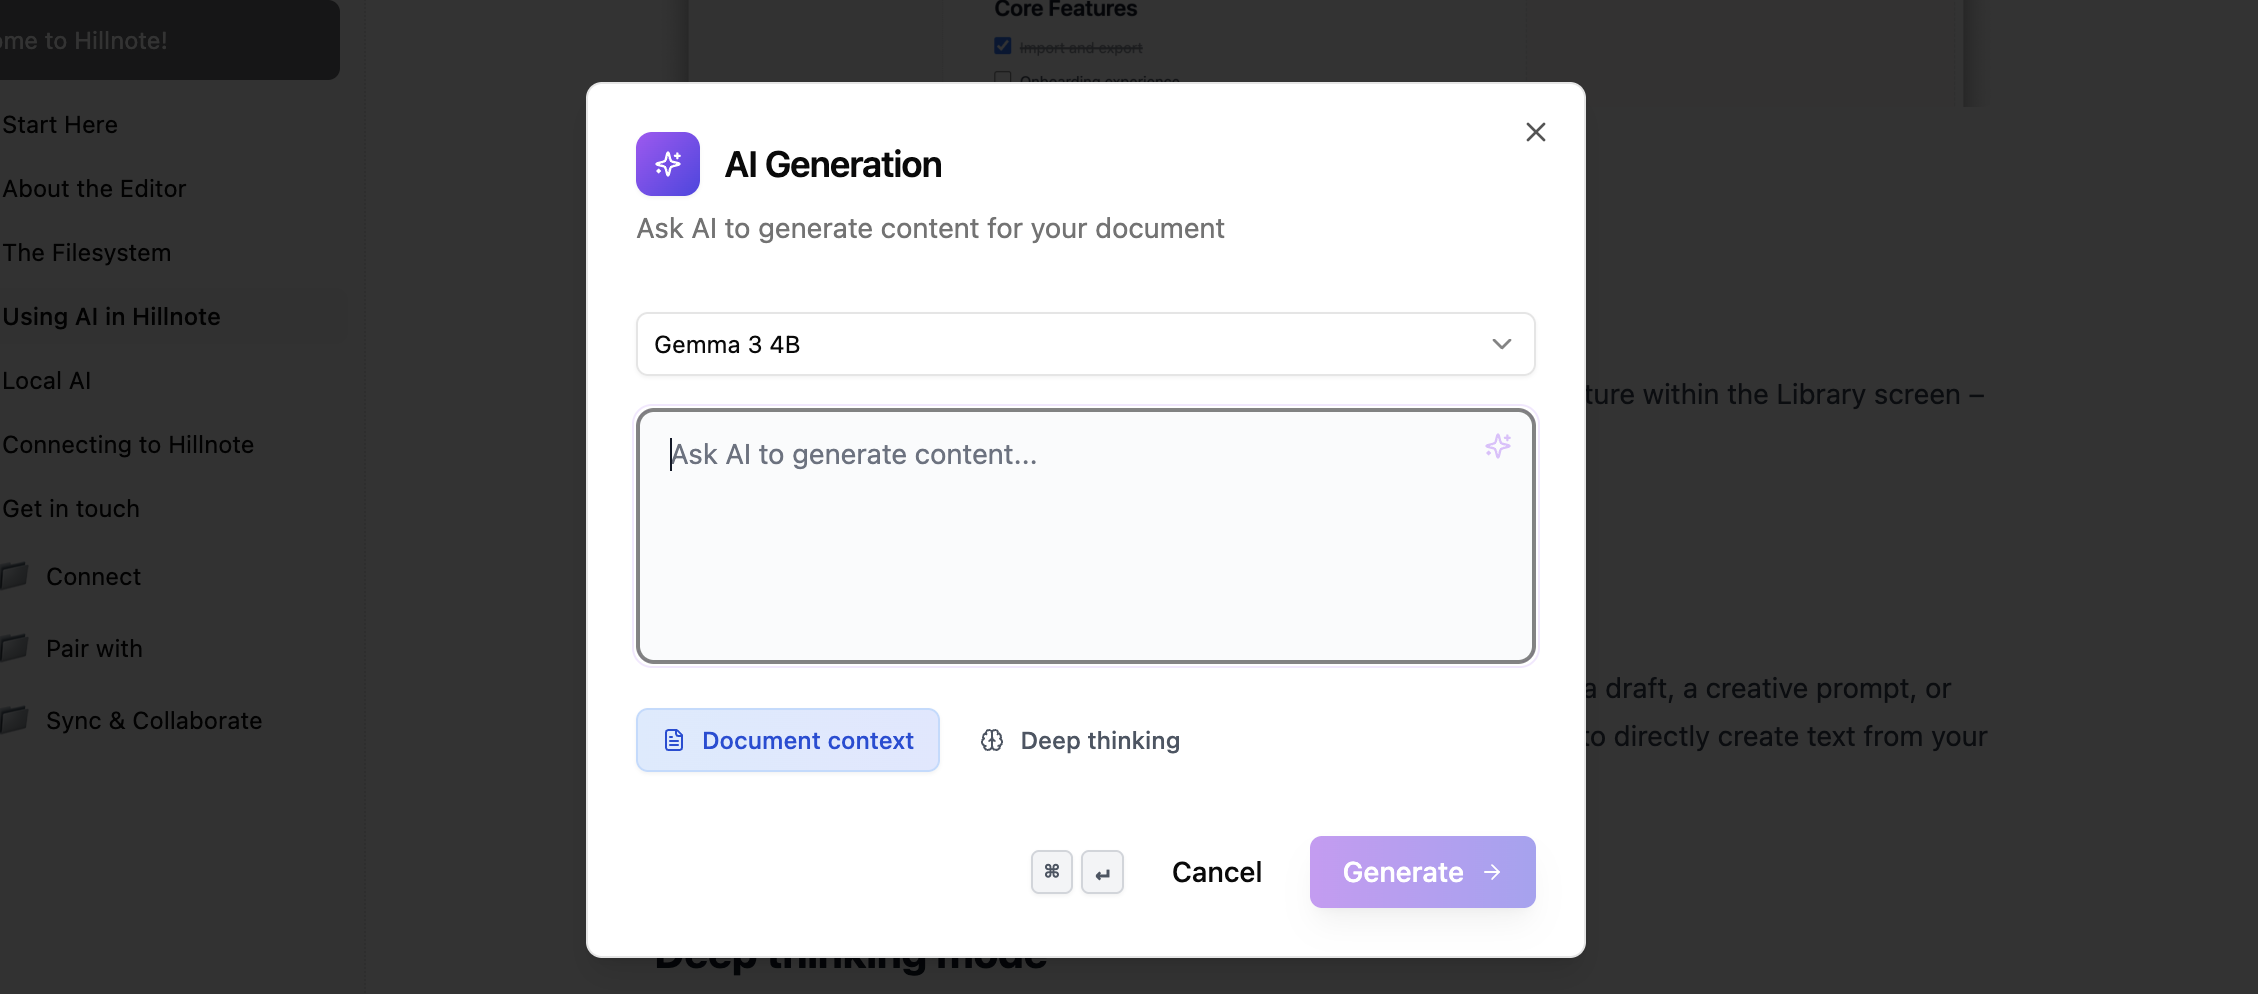 ome to Hillnote!
Start Here
About the Editor
The Filesystem
Using AI in Hillnote
Local AI
Connecting to Hillnote
Get in touch
Connect
Pair with
Sync & Collaborate
Core Features
Import and export
Onboarding experience
AI Generation
Ask AI to generate content for your document
Gemma 3 4B
Ask AI to generate content...
Document context
Deep thinking
⌘ ↵
Cancel
Generate →
ture within the Library screen –
a draft, a creative prompt, or
to directly create text from your
Deep thinking mode